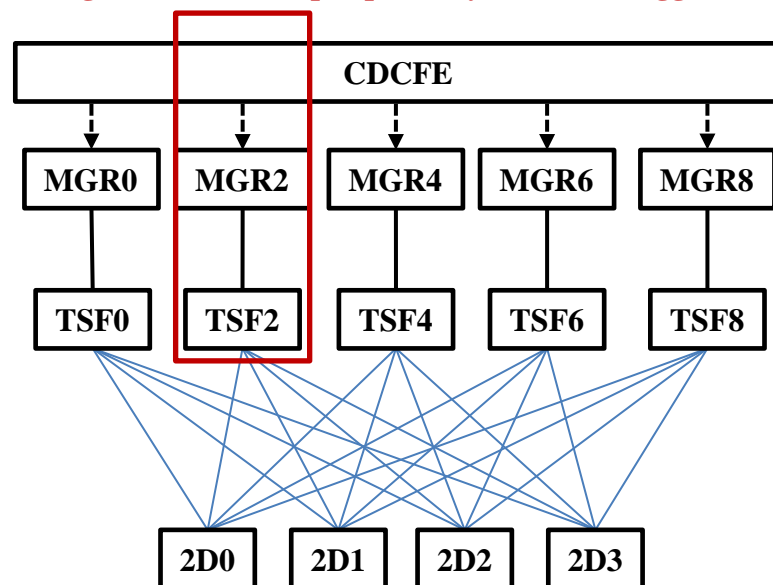 CDCFE
MGR0 MGR2 MGR4 MGR6 MGR8
TSF0 TSF2 TSF4 TSF6 TSF8
2D0 2D1 2D2 2D3